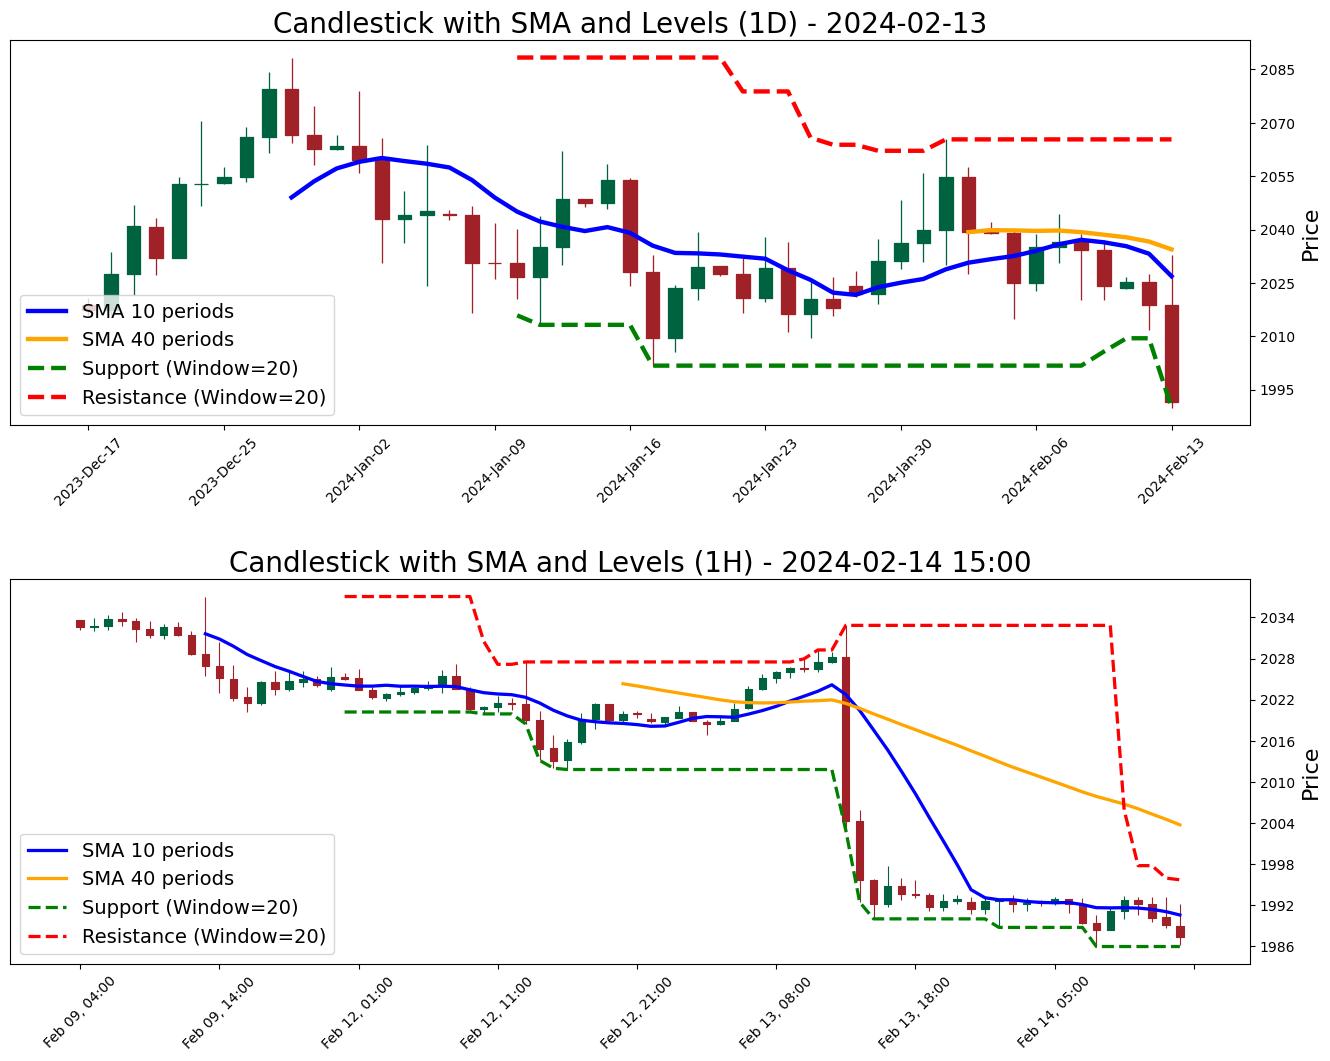 Candlestick with SMA and Levels (1D) - 2024-02-13
2085
2070
2055
2040
2025
2010
1995
Price
SMA 10 periods
SMA 40 periods
Support (Window=20)
Resistance (Window=20)
2023-Dec-17
2023-Dec-25
2024-Jan-02
2024-Jan-09
2024-Jan-16
2024-Jan-23
2024-Jan-30
2024-Feb-06
2024-Feb-13
Candlestick with SMA and Levels (1H) - 2024-02-14 15:00
2034
2028
2022
2016
2010
2004
1998
1992
1986
Price
SMA 10 periods
SMA 40 periods
Support (Window=20)
Resistance (Window=20)
Feb 09, 04:00
Feb 09, 14:00
Feb 12, 01:00
Feb 12, 11:00
Feb 12, 21:00
Feb 13, 08:00
Feb 13, 18:00
Feb 14, 05:00